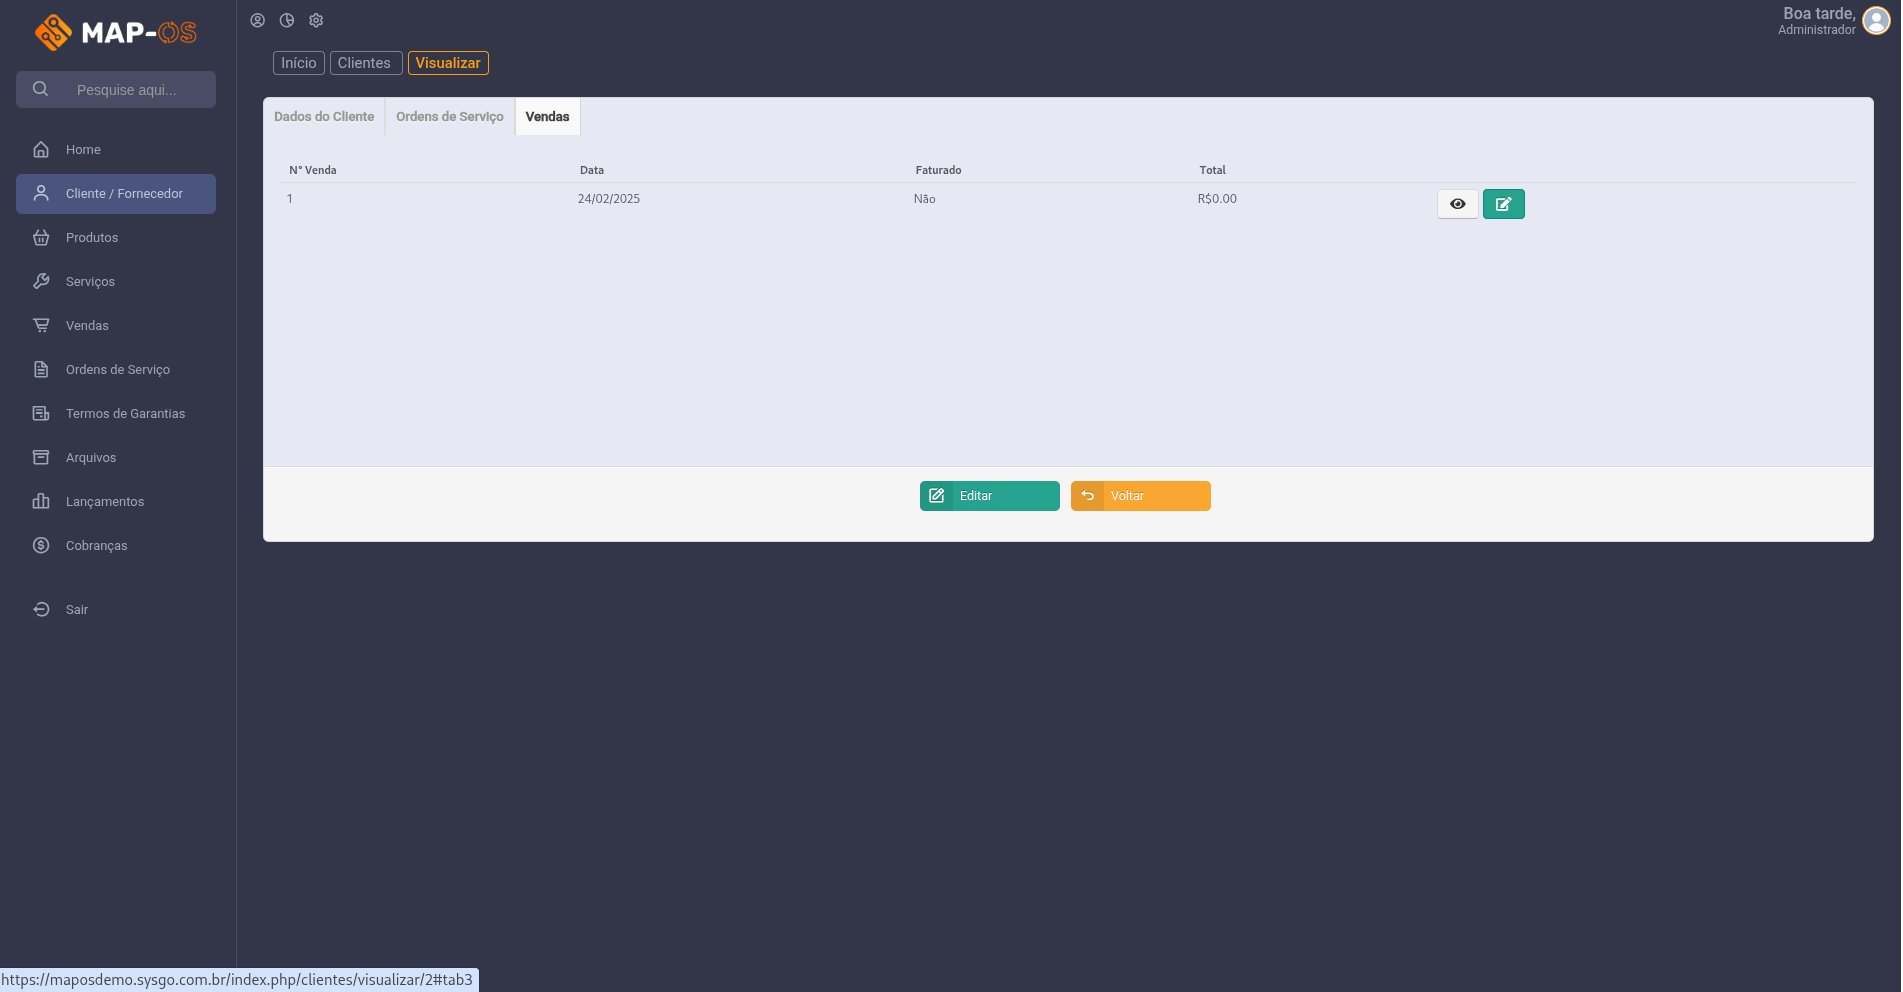 MAP-OS
Boa tarde,
Administrador
Pesquise aqui...
Início Clientes Visualizar
Home
Cliente / Fornecedor
Produtos
Serviços
Vendas
Ordens de Serviço
Termos de Garantias
Arquivos
Lançamentos
Cobranças
Sair
Dados do Cliente Ordens de Serviço Vendas
N° Venda Data Faturado Total
1 24/02/2025 Não R$0.00
Editar Voltar
https://maposdemo.sysgo.com.br/index.php/clientes/visualizar/2#tab3